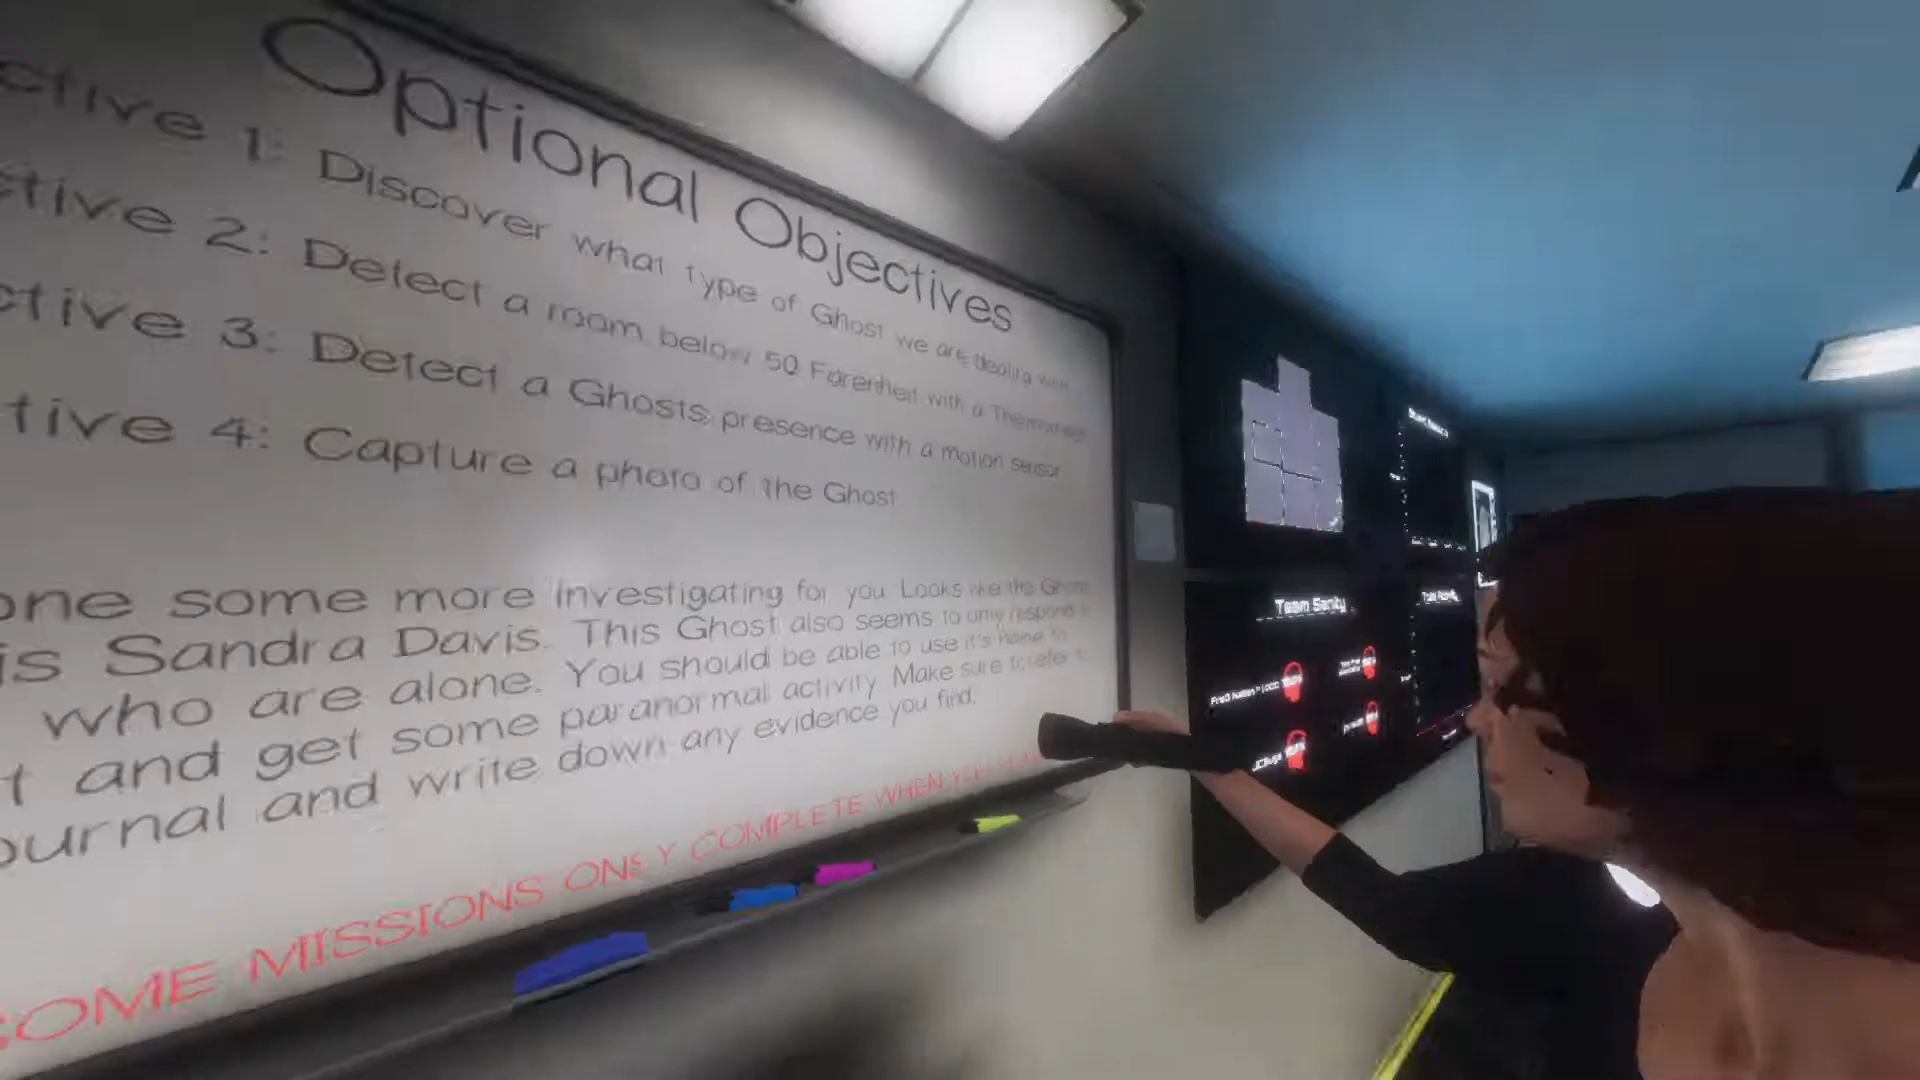 Optional Objectives
ctive 1: Discover what type of Ghost we are dealing with
ctive 2: Detect a room below 50 Farenheit with a Thermometer
ctive 3: Detect a Ghosts presence with a motion sensor
tive 4: Capture a photo of the Ghost
one some more investigating for you Looks like the Ghosts
is Sandra Davis. This Ghost also seems to only respond
who are alone. You should be able to use it's name to
t and get some paranormal activity Make sure to refer
ournal and write down any evidence you find.
SOME MISSIONS ONLY COMPLETE WHEN
Team Sanity